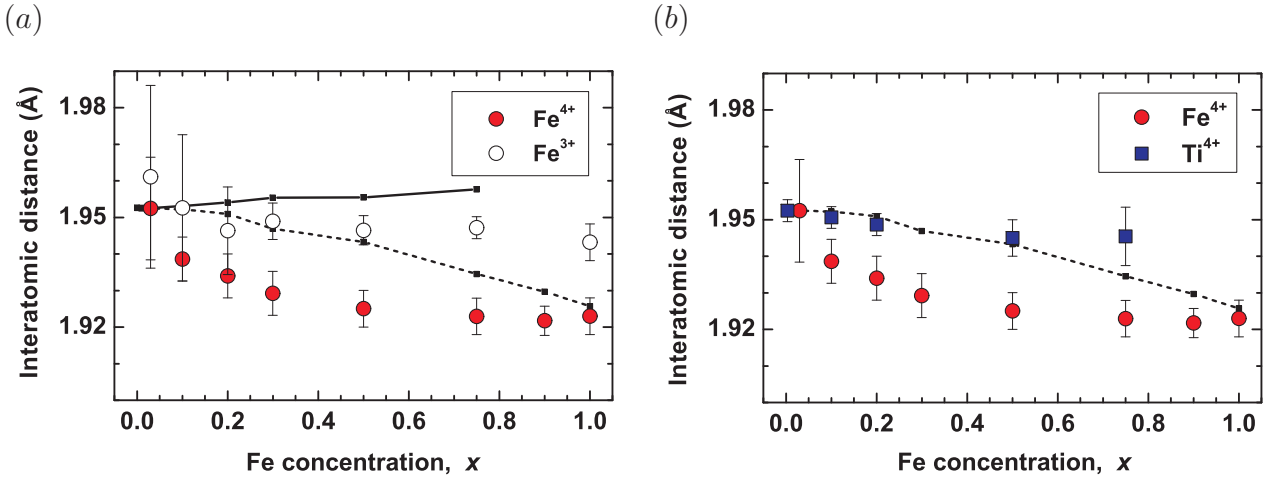 (a)
Interatomic distance (Å)
1.98
1.95
1.92
Fe4+
Fe3+
0.0 0.2 0.4 0.6 0.8 1.0
Fe concentration, x
(b)
Interatomic distance (Å)
1.98
1.95
1.92
Fe4+
Ti4+
0.0 0.2 0.4 0.6 0.8 1.0
Fe concentration, x